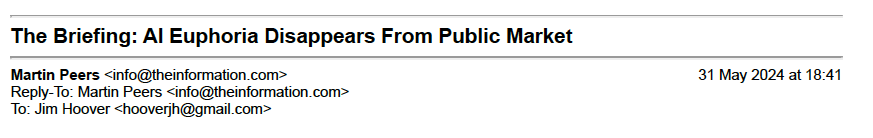 The Briefing: AI Euphoria Disappears From Public Market
Martin Peers <info@theinformation.com> 31 May 2024 at 18:41
Reply-To: Martin Peers <info@theinformation.com>
To: Jim Hoover <hooverjh@gmail.com>